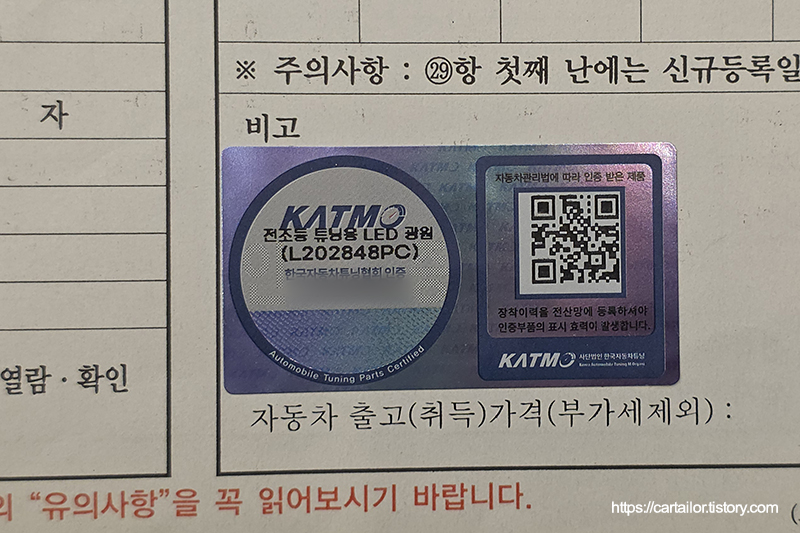 ※ 주의사항 : ㉙항 첫째 난에는 신규등록일
자
비고
KATMO
전조등 튜닝용 LED 광원
(L202848PC)
한국자동차튜닝협회 인증
Automobile Tuning Parts Certified
자동차관리법에 따라 인증 받은 제품
장착이력을 전산망에 등록하셔야
인증부품의 표시 효력이 발생합니다.
KATMO 사단법인 한국자동차튜닝
열람·확인
자동차 출고(취득)가격(부가세제외) :
의 “유의사항”을 꼭 읽어보시기 바랍니다.
https://cartailor.tistory.com